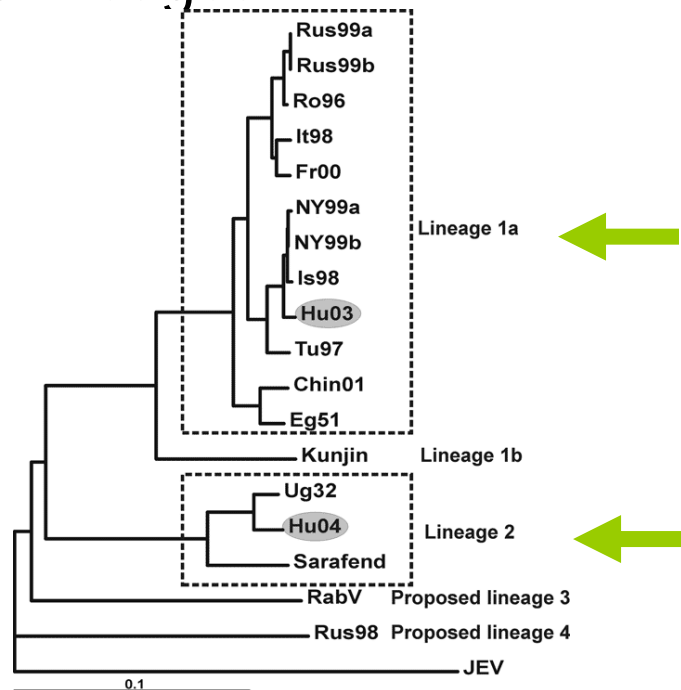 Rus99a
Rus99b
Ro96
It98
Fr00
NY99a
Lineage 1a
NY99b
Is98
Hu03
Tu97
Chin01
Eg51
Kunjin Lineage 1b
Ug32
Hu04 Lineage 2
Sarafend
RabV Proposed lineage 3
Rus98 Proposed lineage 4
JEV
0.1